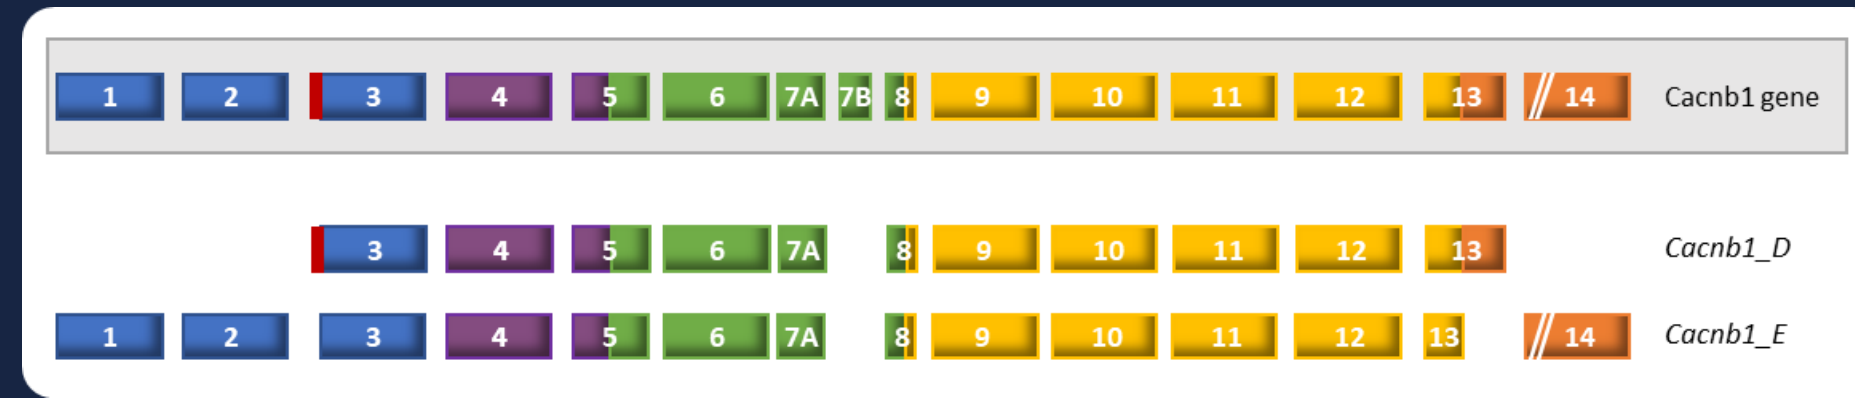 1 2 3 4 5 6 7A 7B 8 9 10 11 12 13 14 Cacnb1 gene
3 4 5 6 7A 8 9 10 11 12 13 Cacnb1_D
1 2 3 4 5 6 7A 8 9 10 11 12 13 14 Cacnb1_E